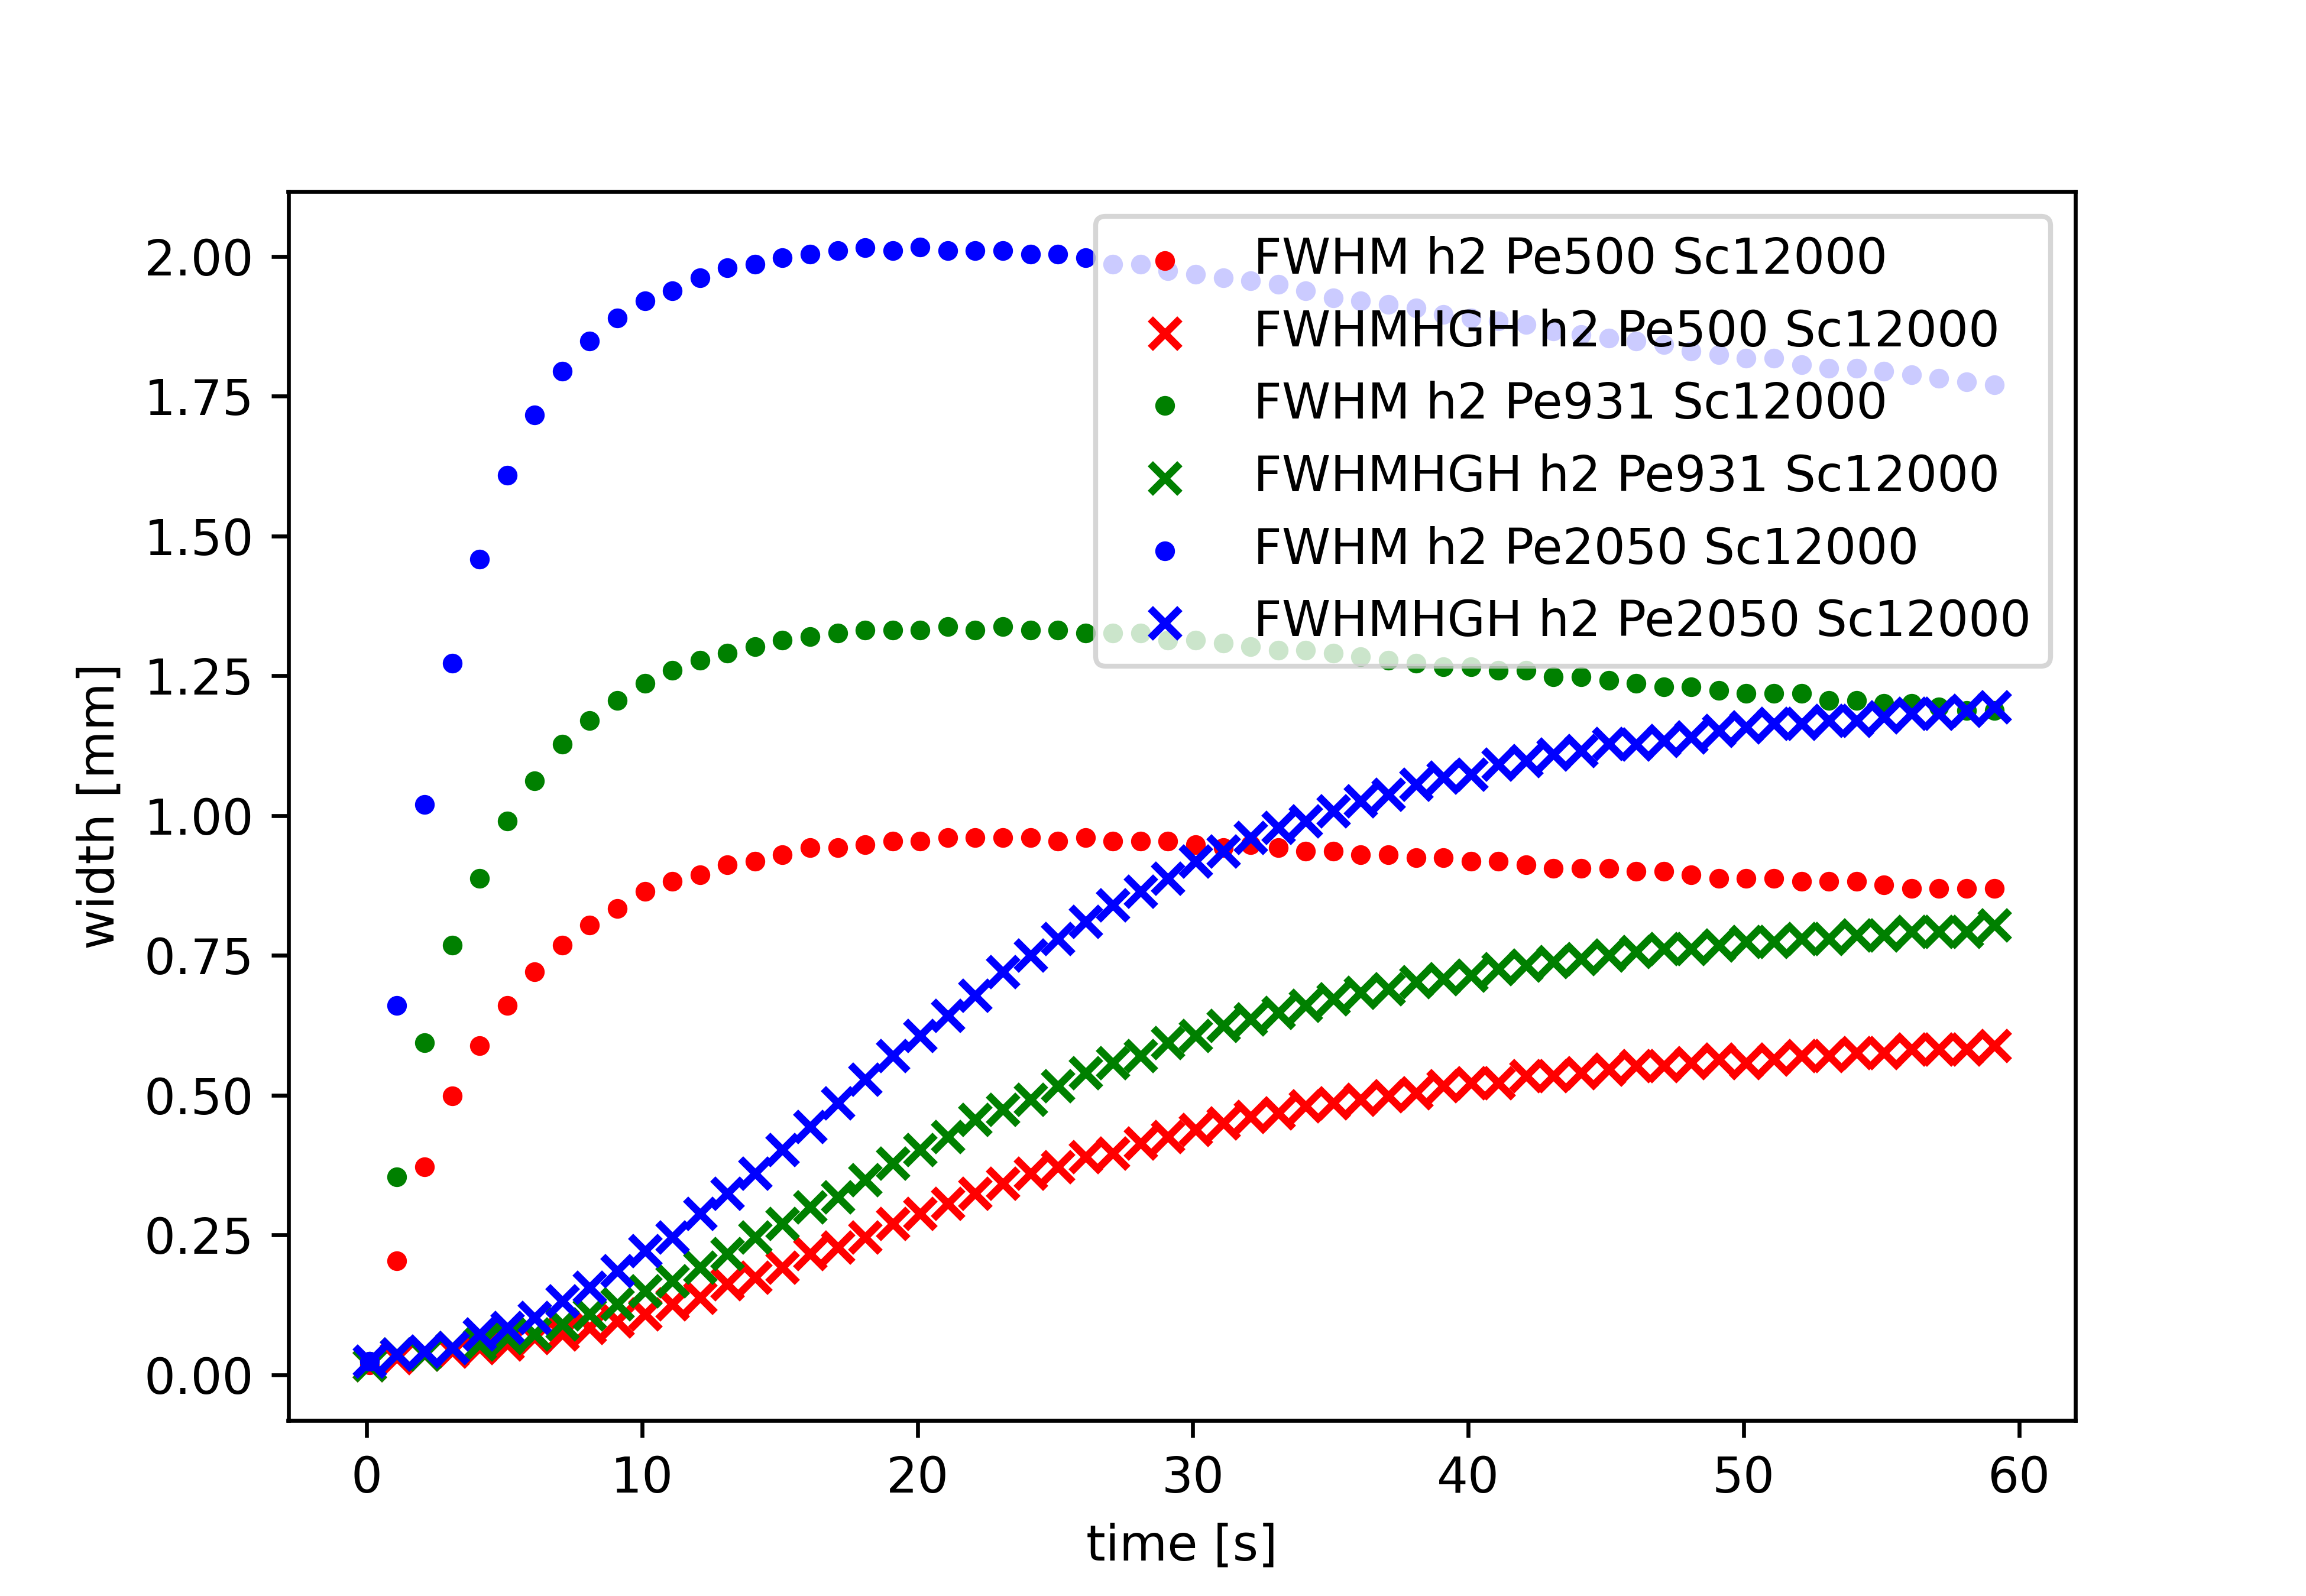 2.00
1.75
1.50
1.25
1.00
0.75
0.50
0.25
0.00
width [mm]
FWHM h2 Pe500 Sc12000
FWHMHGH h2 Pe500 Sc12000
FWHM h2 Pe931 Sc12000
FWHMHGH h2 Pe931 Sc12000
FWHM h2 Pe2050 Sc12000
FWHMHGH h2 Pe2050 Sc12000
0 10 20 30 40 50 60
time [s]